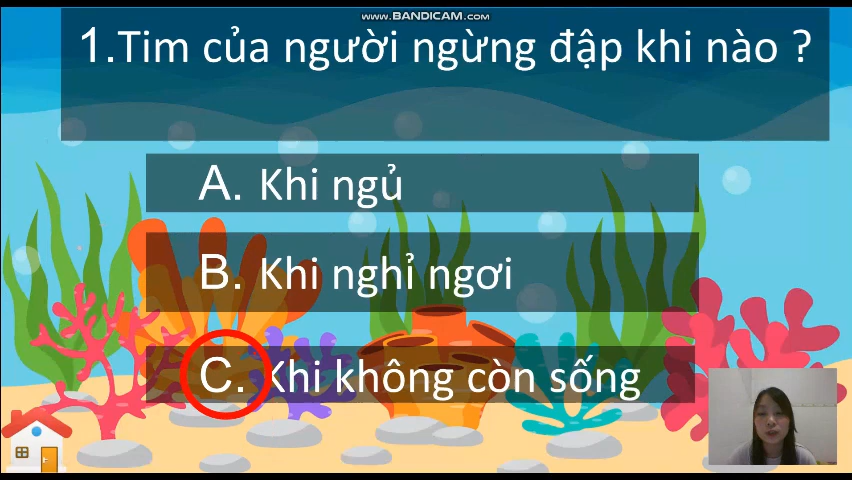 WWW.BANDICAM.COM
1.Tim của người ngừng đập khi nào ?
A. Khi ngủ
B. Khi nghỉ ngơi
C. Khi không còn sống